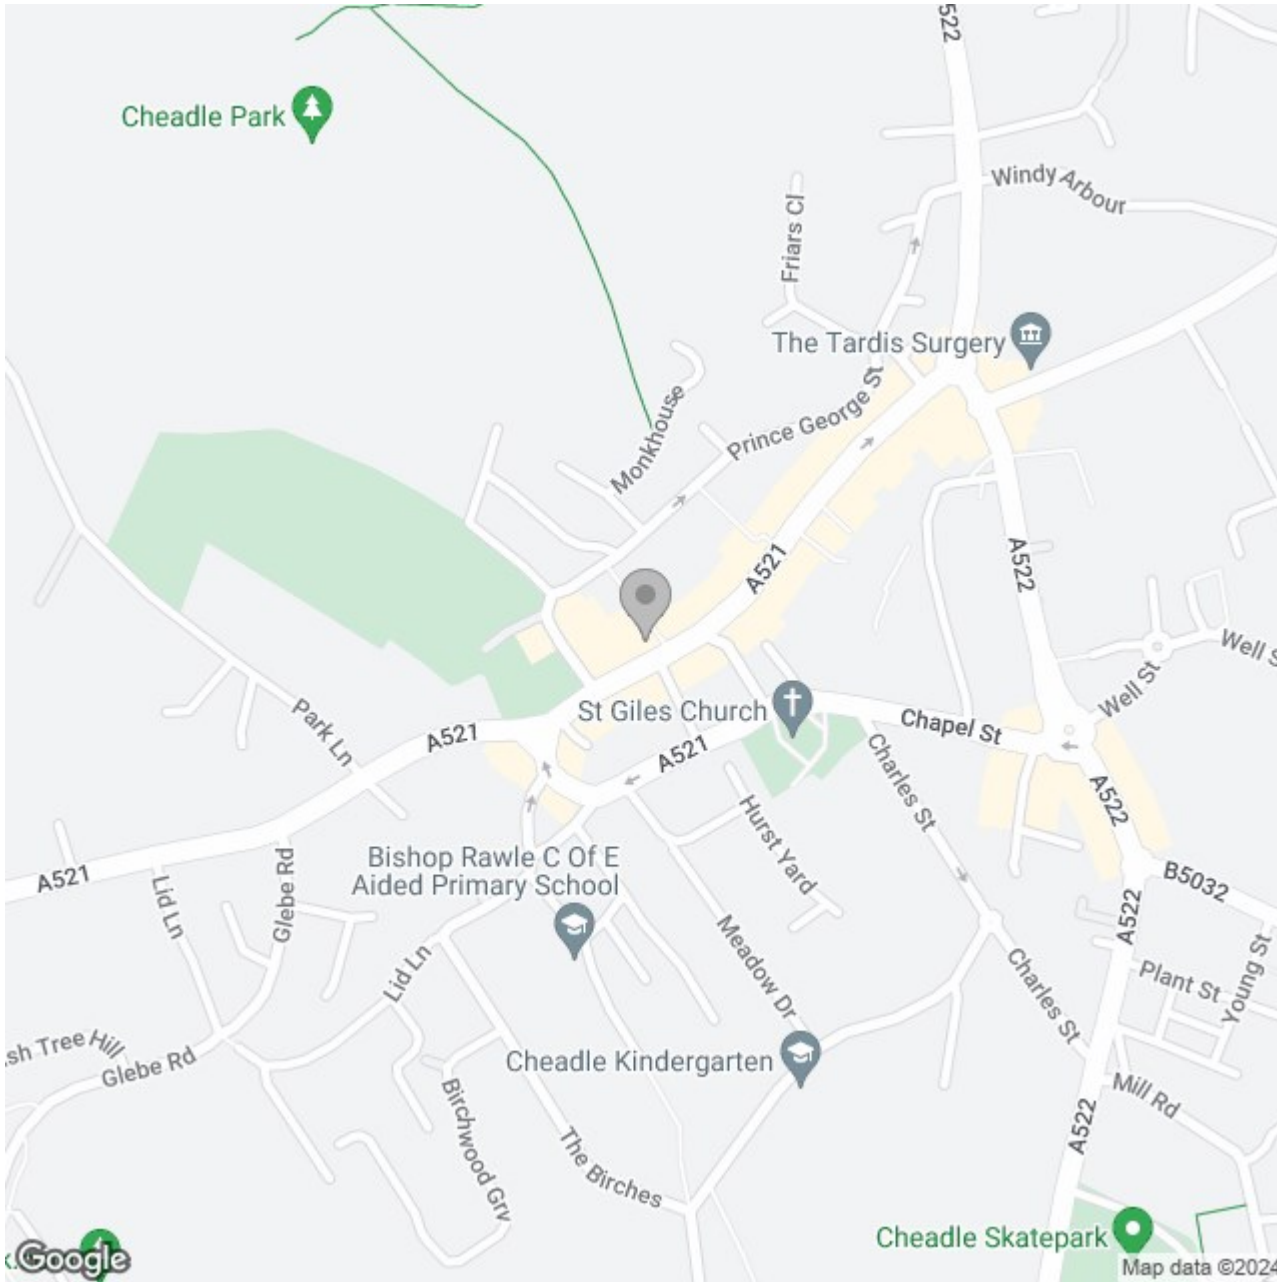 522
Cheadle Park
Windy Arbour
Friars Cl
The Tardis Surgery
Monkhouse
Prince George St
A521
A522
Well St
Well S
Park Ln
A521
St Giles Church
A521
Chapel St
Charles St
A522
Hurst Yard
Bishop Rawle C Of E
Aided Primary School
A521
Lid Ln
Glebe Rd
B5032
A522
Meadow Dr
Lid Ln
Charles St
Plant St
Young St
sh Tree Hill
Glebe Rd
Cheadle Kindergarten
Birchwood Grv
The Birches
Mill Rd
A522
Cheadle Skatepark
Google
Map data ©2024